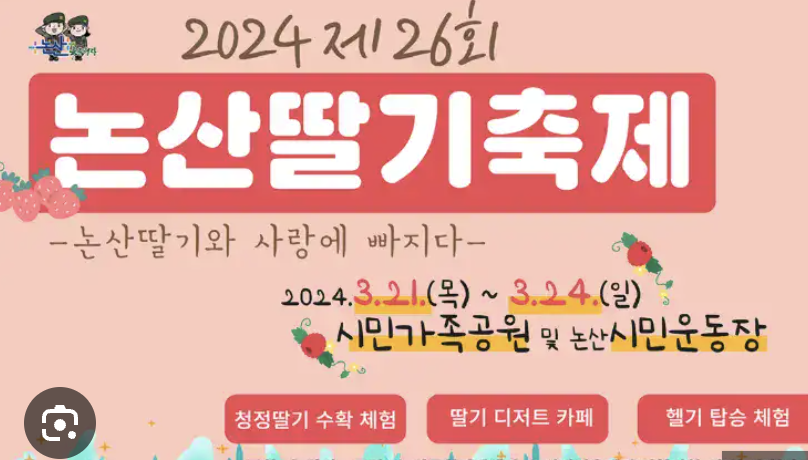 2024 제26회
논산딸기축제
-논산딸기와 사랑에 빠지다-
2024.3.21.(목) ~ 3.24.(일)
시민가족공원 및 논산시민운동장
청정딸기 수확 체험
딸기 디저트 카페
헬기 탑승 체험